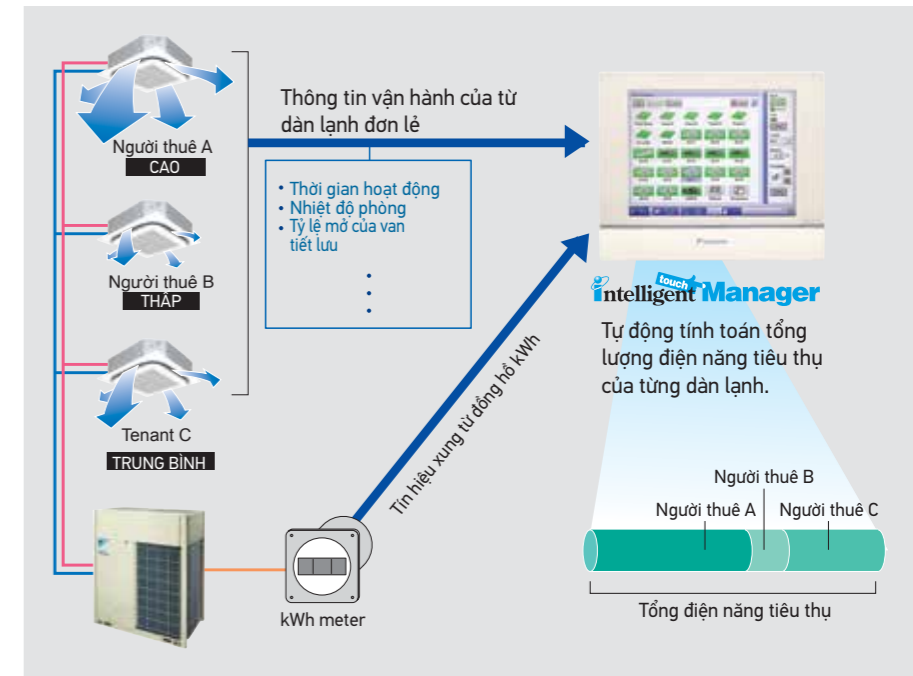 Người thuê A
CAO
Người thuê B
THẤP
Tenant C
TRUNG BÌNH
Thông tin vận hành của từ
dàn lạnh đơn lẻ
• Thời gian hoạt động
• Nhiệt độ phòng
• Tỷ lệ mở của van
tiết lưu
Tín hiệu xung từ đồng hồ kWh
kWh meter
intelligent touch Manager
Tự động tính toán tổng
lượng điện năng tiêu thụ
của từng dàn lạnh.
Người thuê B
Người thuê A Người thuê C
Tổng điện năng tiêu thụ